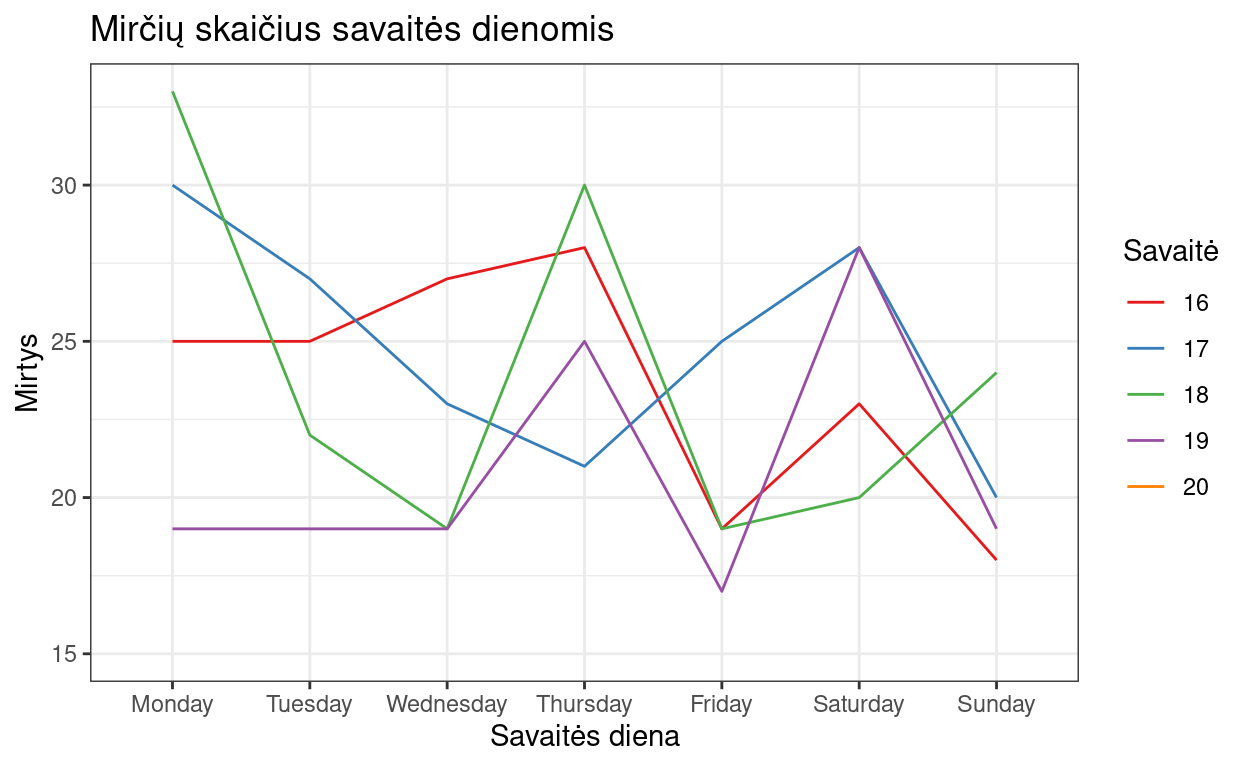 Mirčių skaičius savaitės dienomis
Mirtys
30
25
20
15
Monday Tuesday Wednesday Thursday Friday Saturday Sunday
Savaitės diena
Savaitė
16
17
18
19
20